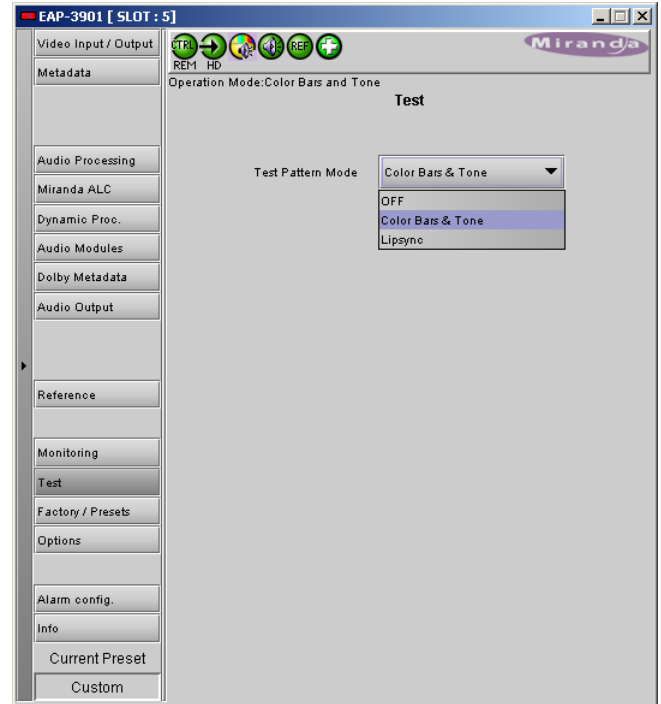 EAP-3901 [ SLOT : 5]
Video Input / Output
Metadata
Audio Processing
Miranda ALC
Dynamic Proc.
Audio Modules
Dolby Metadata
Audio Output
Reference
Monitoring
Test
Factory / Presets
Options
Alarm config.
Info
Current Preset
Custom
CTRL
REF
REM HD
Miranda
Operation Mode:Color Bars and Tone
Test
Test Pattern Mode
Color Bars & Tone
OFF
Color Bars & Tone
Lipsync